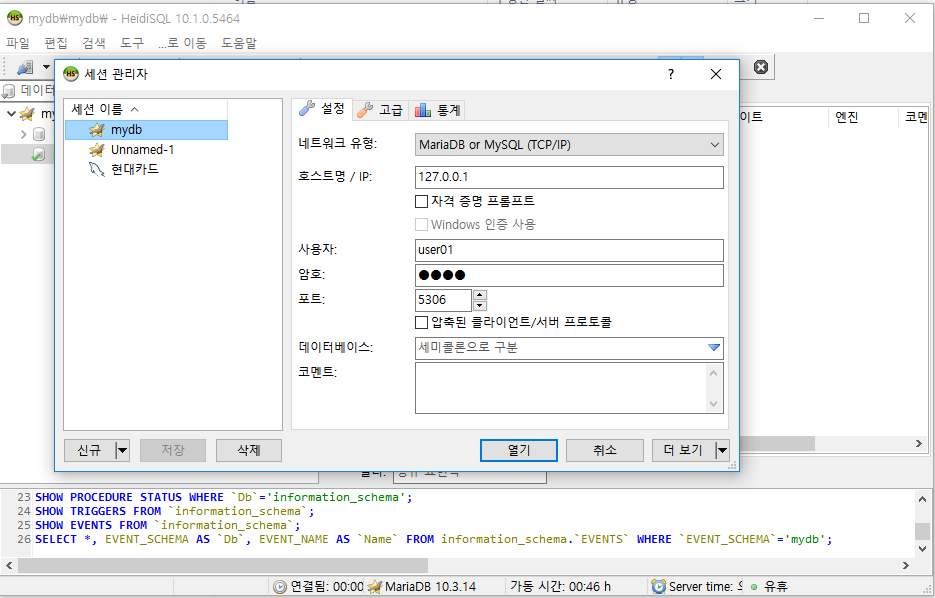 mydb₩mydb₩ - HeidiSQL 10.1.0.5464
파일 편집 검색 도구 ...로 이동 도움말
세션 관리자
세션 이름
mydb
Unnamed-1
현대카드
설정 고급 통계
네트워크 유형: MariaDB or MySQL (TCP/IP)
호스트명 / IP: 127.0.0.1
자격 증명 프롬프트
Windows 인증 사용
사용자: user01
암호: ●●●●
포트: 5306
압축된 클라이언트/서버 프로토콜
데이터베이스: 세미콜론으로 구분
코멘트:
신규 저장 삭제 열기 취소 더 보기
엔진
23 SHOW PROCEDURE STATUS WHERE `Db`='information_schema';
24 SHOW TRIGGERS FROM `information_schema`;
25 SHOW EVENTS FROM `information_schema`;
26 SELECT *, EVENT_SCHEMA AS `Db`, EVENT_NAME AS `Name` FROM information_schema.`EVENTS` WHERE `EVENT_SCHEMA`='mydb';
연결됨: 00:00 MariaDB 10.3.14 가동 시간: 00:46 h Server time: 유휴